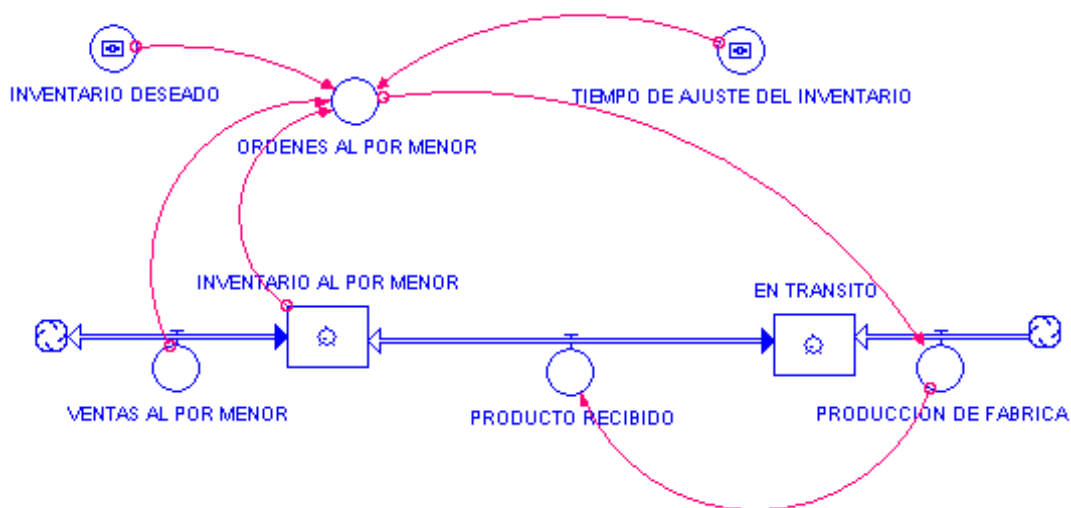 INVENTARIO DESEADO
TIEMPO DE AJUSTE DEL INVENTARIO
ORDENES AL POR MENOR
INVENTARIO AL POR MENOR
EN TRANSITO
VENTAS AL POR MENOR
PRODUCTO RECIBIDO
PRODUCCIÓN DE FABRICA